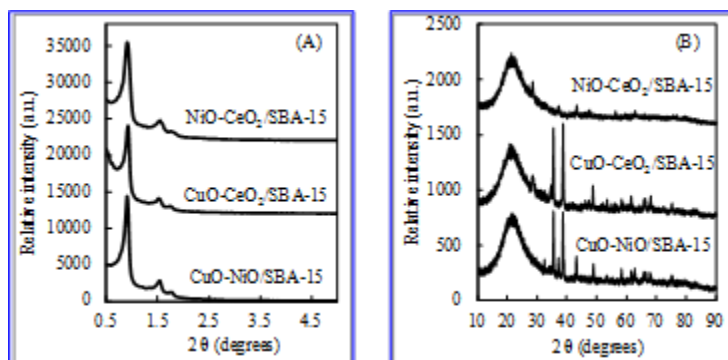 (A)
Relative intensity (a.u.)
35000
30000
25000
20000
15000
10000
5000
0
NiO-CeO₂/SBA-15
CuO-CeO₂/SBA-15
CuO-NiO/SBA-15
0.5 1.5 2.5 3.5 4.5
2θ (degrees)
(B)
Relative intensity (a.u.)
2500
2000
1500
1000
500
0
NiO-CeO₂/SBA-15
CuO-CeO₂/SBA-15
CuO-NiO/SBA-15
10 20 30 40 50 60 70 80 90
2θ (degrees)